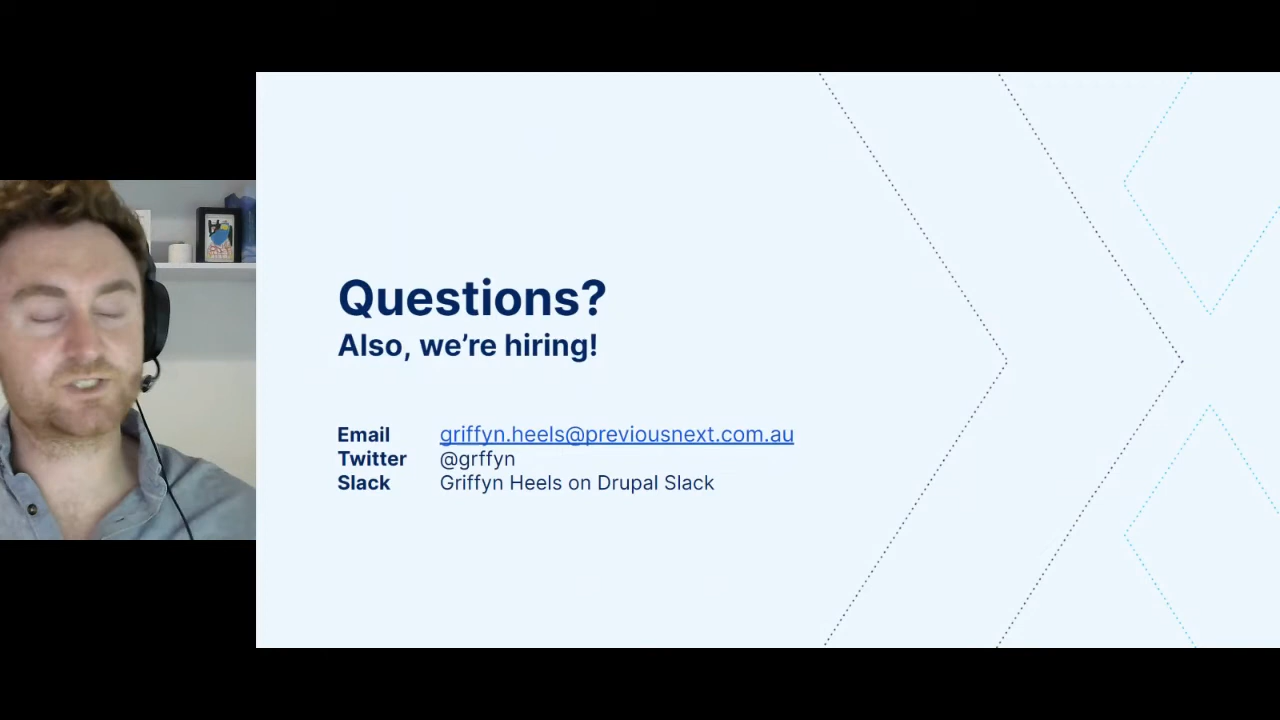 Questions?
Also, we're hiring!
Email griffyn.heels@previousnext.com.au
Twitter @grffyn
Slack Griffyn Heels on Drupal Slack